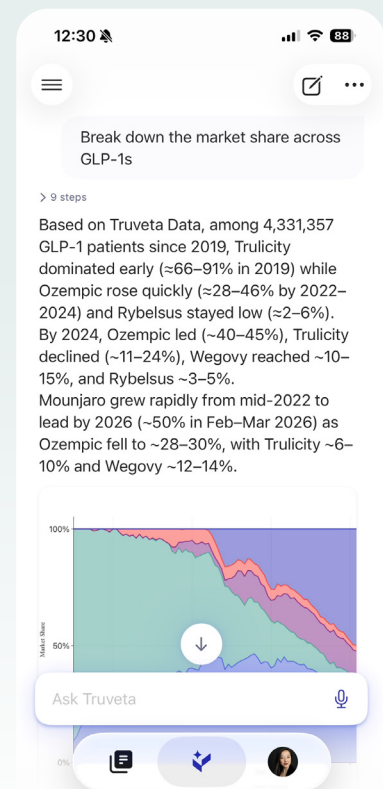 12:30
88
Break down the market share across
GLP-1s
9 steps
Based on Truveta Data, among 4,331,357
GLP-1 patients since 2019, Trulicity
dominated early (≈66–91% in 2019) while
Ozempic rose quickly (≈28–46% by 2022–
2024) and Rybelsus stayed low (≈2–6%).
By 2024, Ozempic led (~40–45%), Trulicity
declined (~11–24%), Wegovy reached ~10–
15%, and Rybelsus ~3–5%.
Mounjaro grew rapidly from mid-2022 to
lead by 2026 (~50% in Feb–Mar 2026) as
Ozempic fell to ~28–30%, with Trulicity ~6–
10% and Wegovy ~12–14%.
100%
Market Share
50%
Ask Truveta
0%